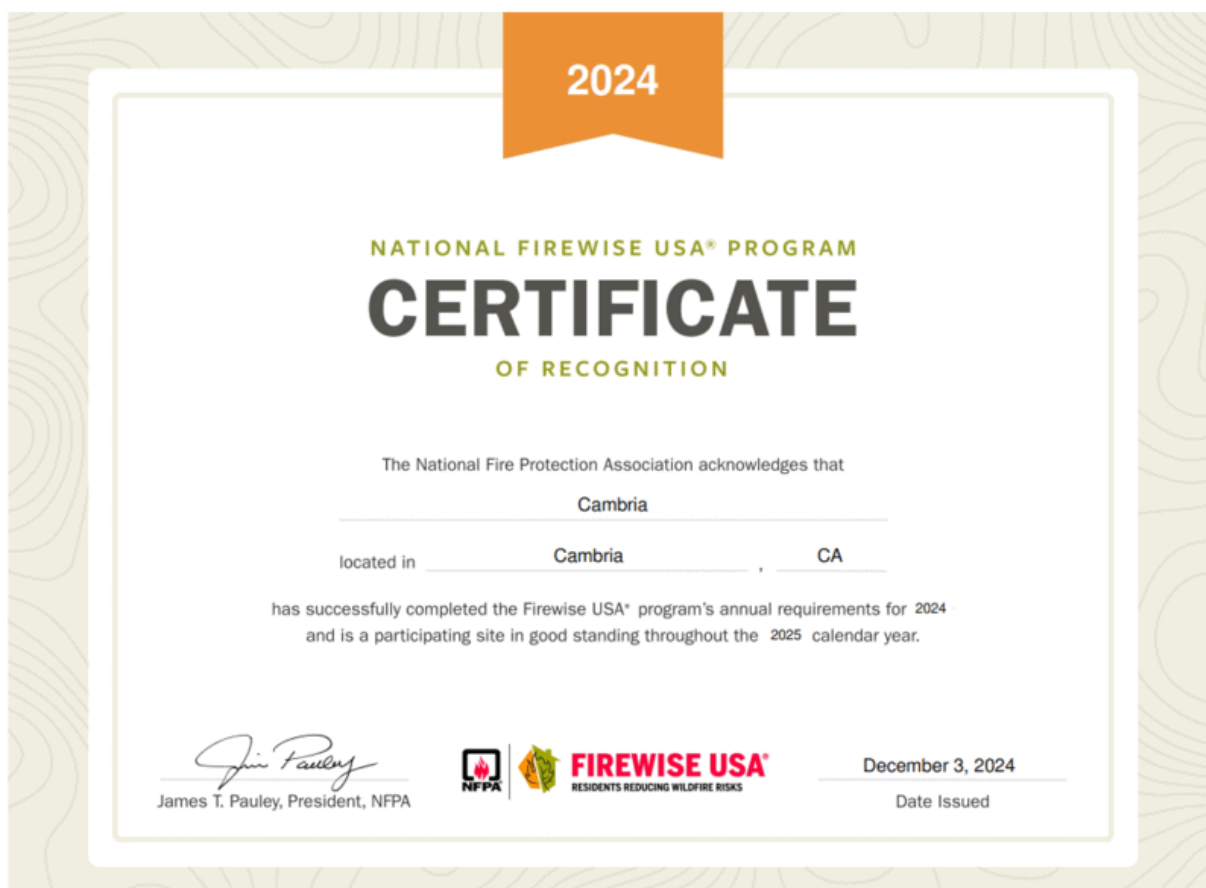 2024
NATIONAL FIREWISE USA® PROGRAM
CERTIFICATE
OF RECOGNITION
The National Fire Protection Association acknowledges that
Cambria
located in Cambria , CA
has successfully completed the Firewise USA® program's annual requirements for 2024
and is a participating site in good standing throughout the 2025 calendar year.
Jim Pauley
James T. Pauley, President, NFPA
NFPA
FIREWISE USA®
RESIDENTS REDUCING WILDFIRE RISKS
December 3, 2024
Date Issued